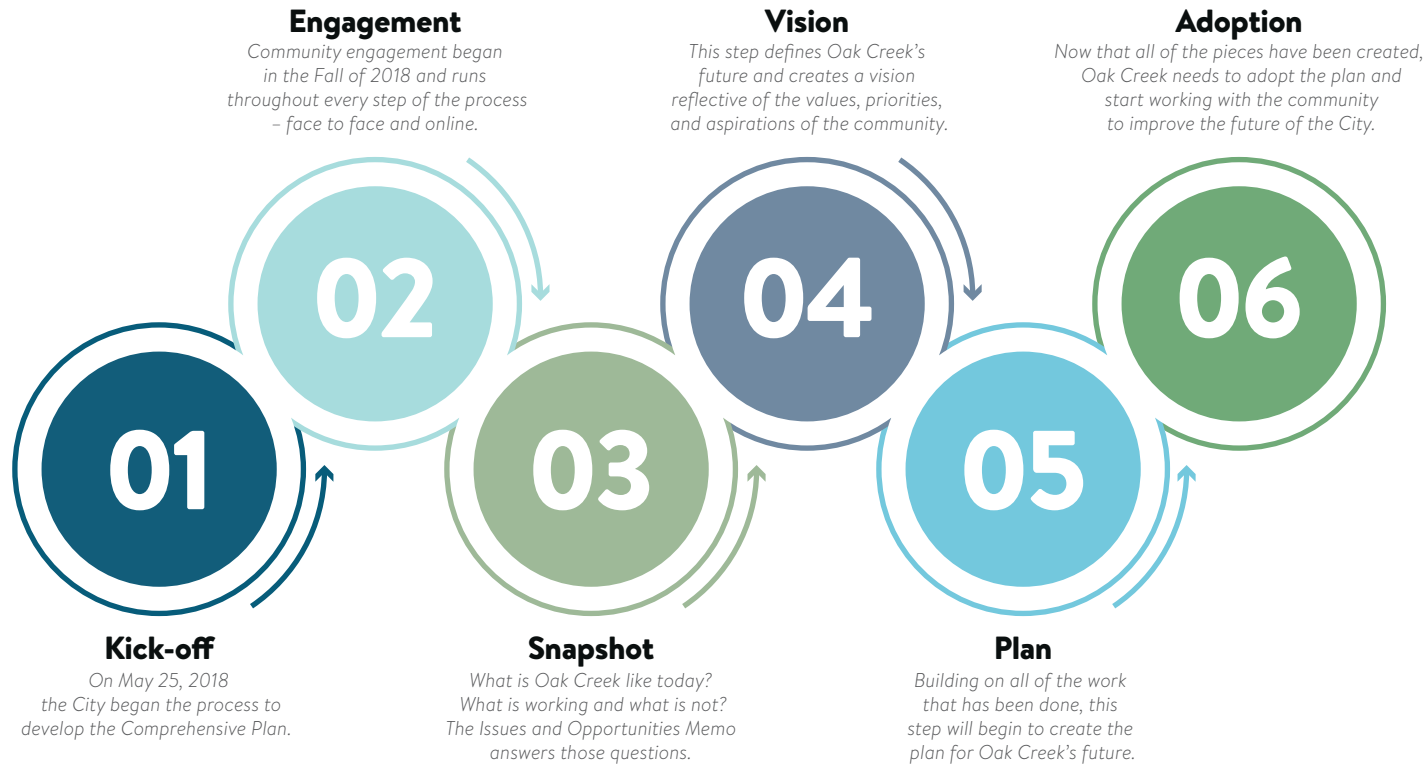 Engagement
Community engagement began
in the Fall of 2018 and runs
throughout every step of the process
– face to face and online.
Vision
This step defines Oak Creek's
future and creates a vision
reflective of the values, priorities,
and aspirations of the community.
Adoption
Now that all of the pieces have been created,
Oak Creek needs to adopt the plan and
start working with the community
to improve the future of the City.
01
02
03
04
05
06
Kick-off
On May 25, 2018
the City began the process to
develop the Comprehensive Plan.
Snapshot
What is Oak Creek like today?
What is working and what is not?
The Issues and Opportunities Memo
answers those questions.
Plan
Building on all of the work
that has been done, this
step will begin to create the
plan for Oak Creek's future.